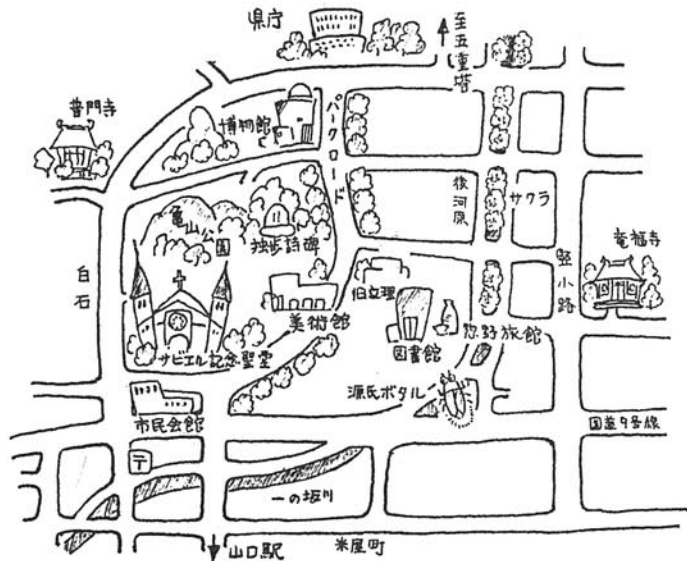 県庁
至五重塔
普門寺
博物館
パークロード
後河原
サクラ
亀山公園
独歩詩碑
竜福寺
白石
竪小路
旧立理
美術館
図書館
惣野旅館
サビエル記念聖堂
源氏ボタル
市民会館
国道9号線
〒
一の坂川
山口駅
米屋町